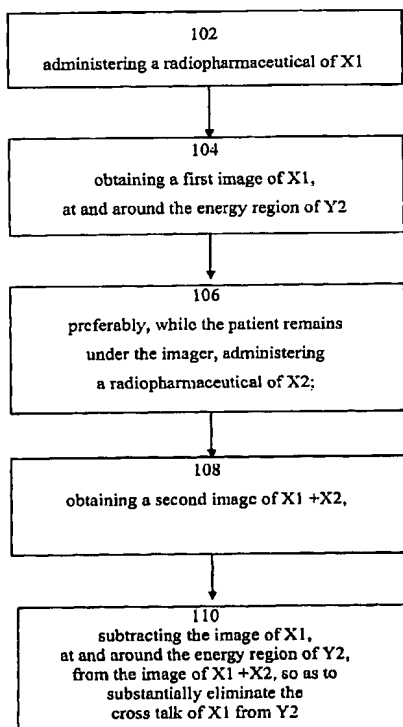 102
administering a radiopharmaceutical of X1
104
obtaining a first image of X1,
at and around the energy region of Y2
106
preferably, while the patient remains
under the imager, administering
a radiopharmaceutical of X2;
108
obtaining a second image of X1 +X2,
110
subtracting the image of X1,
at and around the energy region of Y2,
from the image of X1 +X2, so as to
substantially eliminate the
cross talk of X1 from Y2